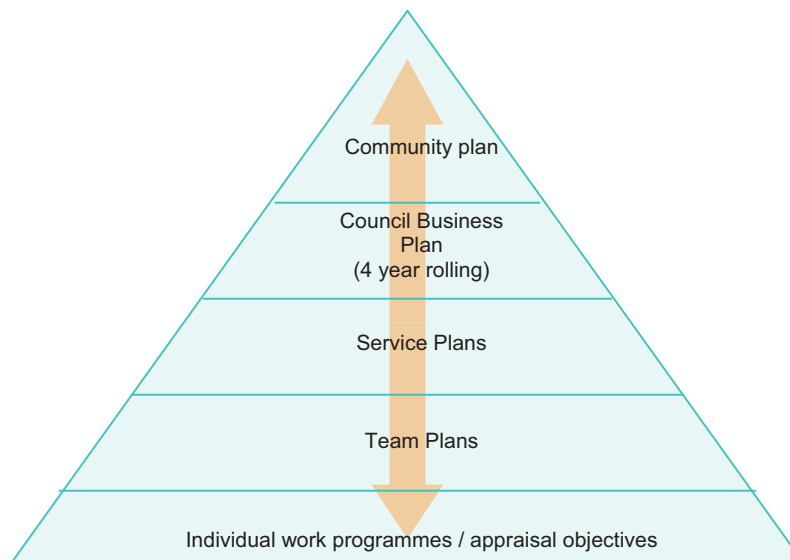 Community plan
Council Business
Plan
(4 year rolling)
Service Plans
Team Plans
Individual work programmes / appraisal objectives